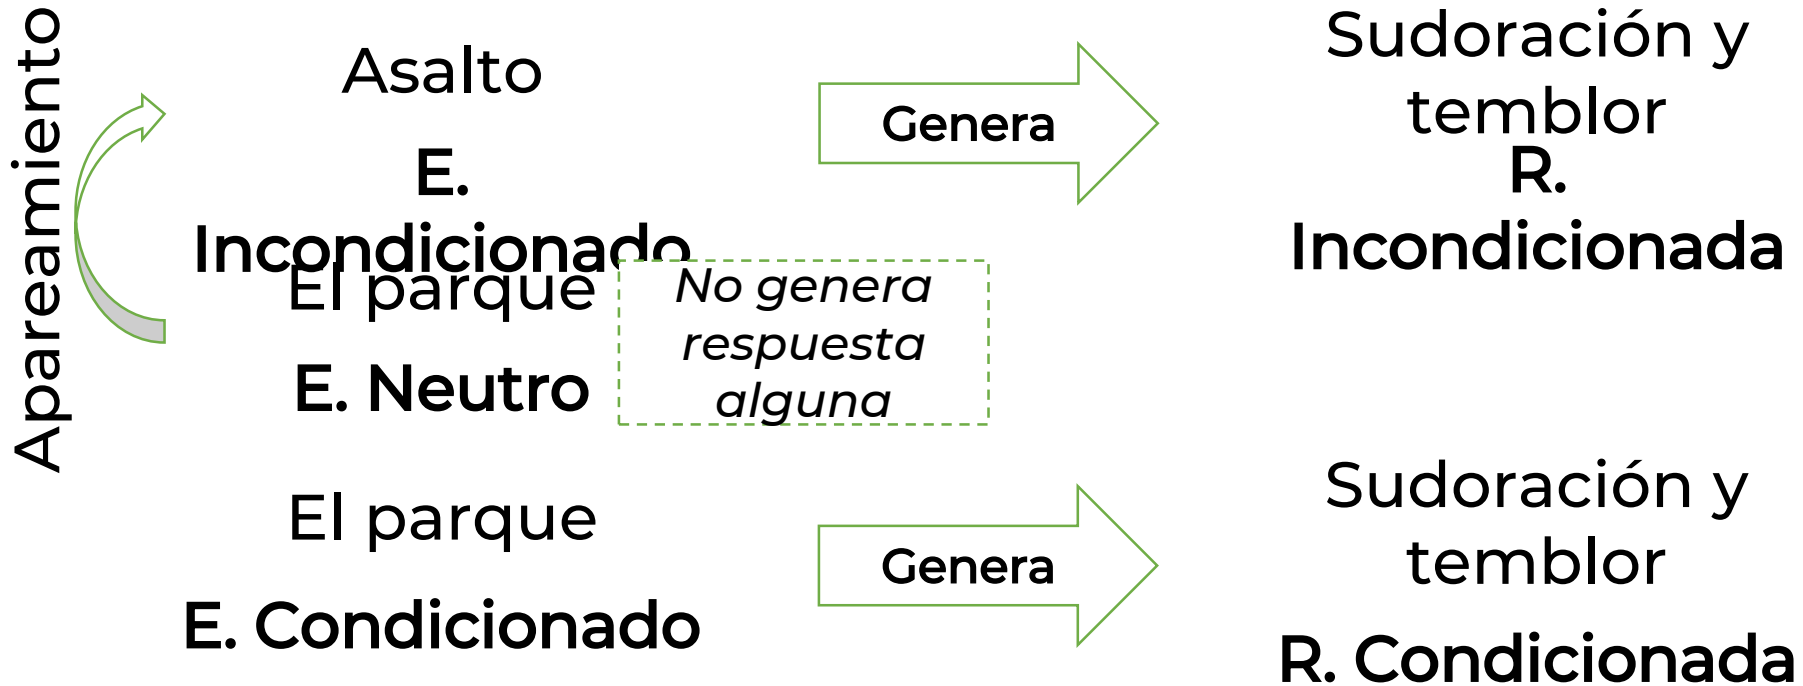 Apareamiento
Asalto
E.
Incondicionado
Genera
Sudoración y
temblor
R.
Incondicionada
El parque
E. Neutro
No genera
respuesta
alguna
El parque
E. Condicionado
Genera
Sudoración y
temblor
R. Condicionada